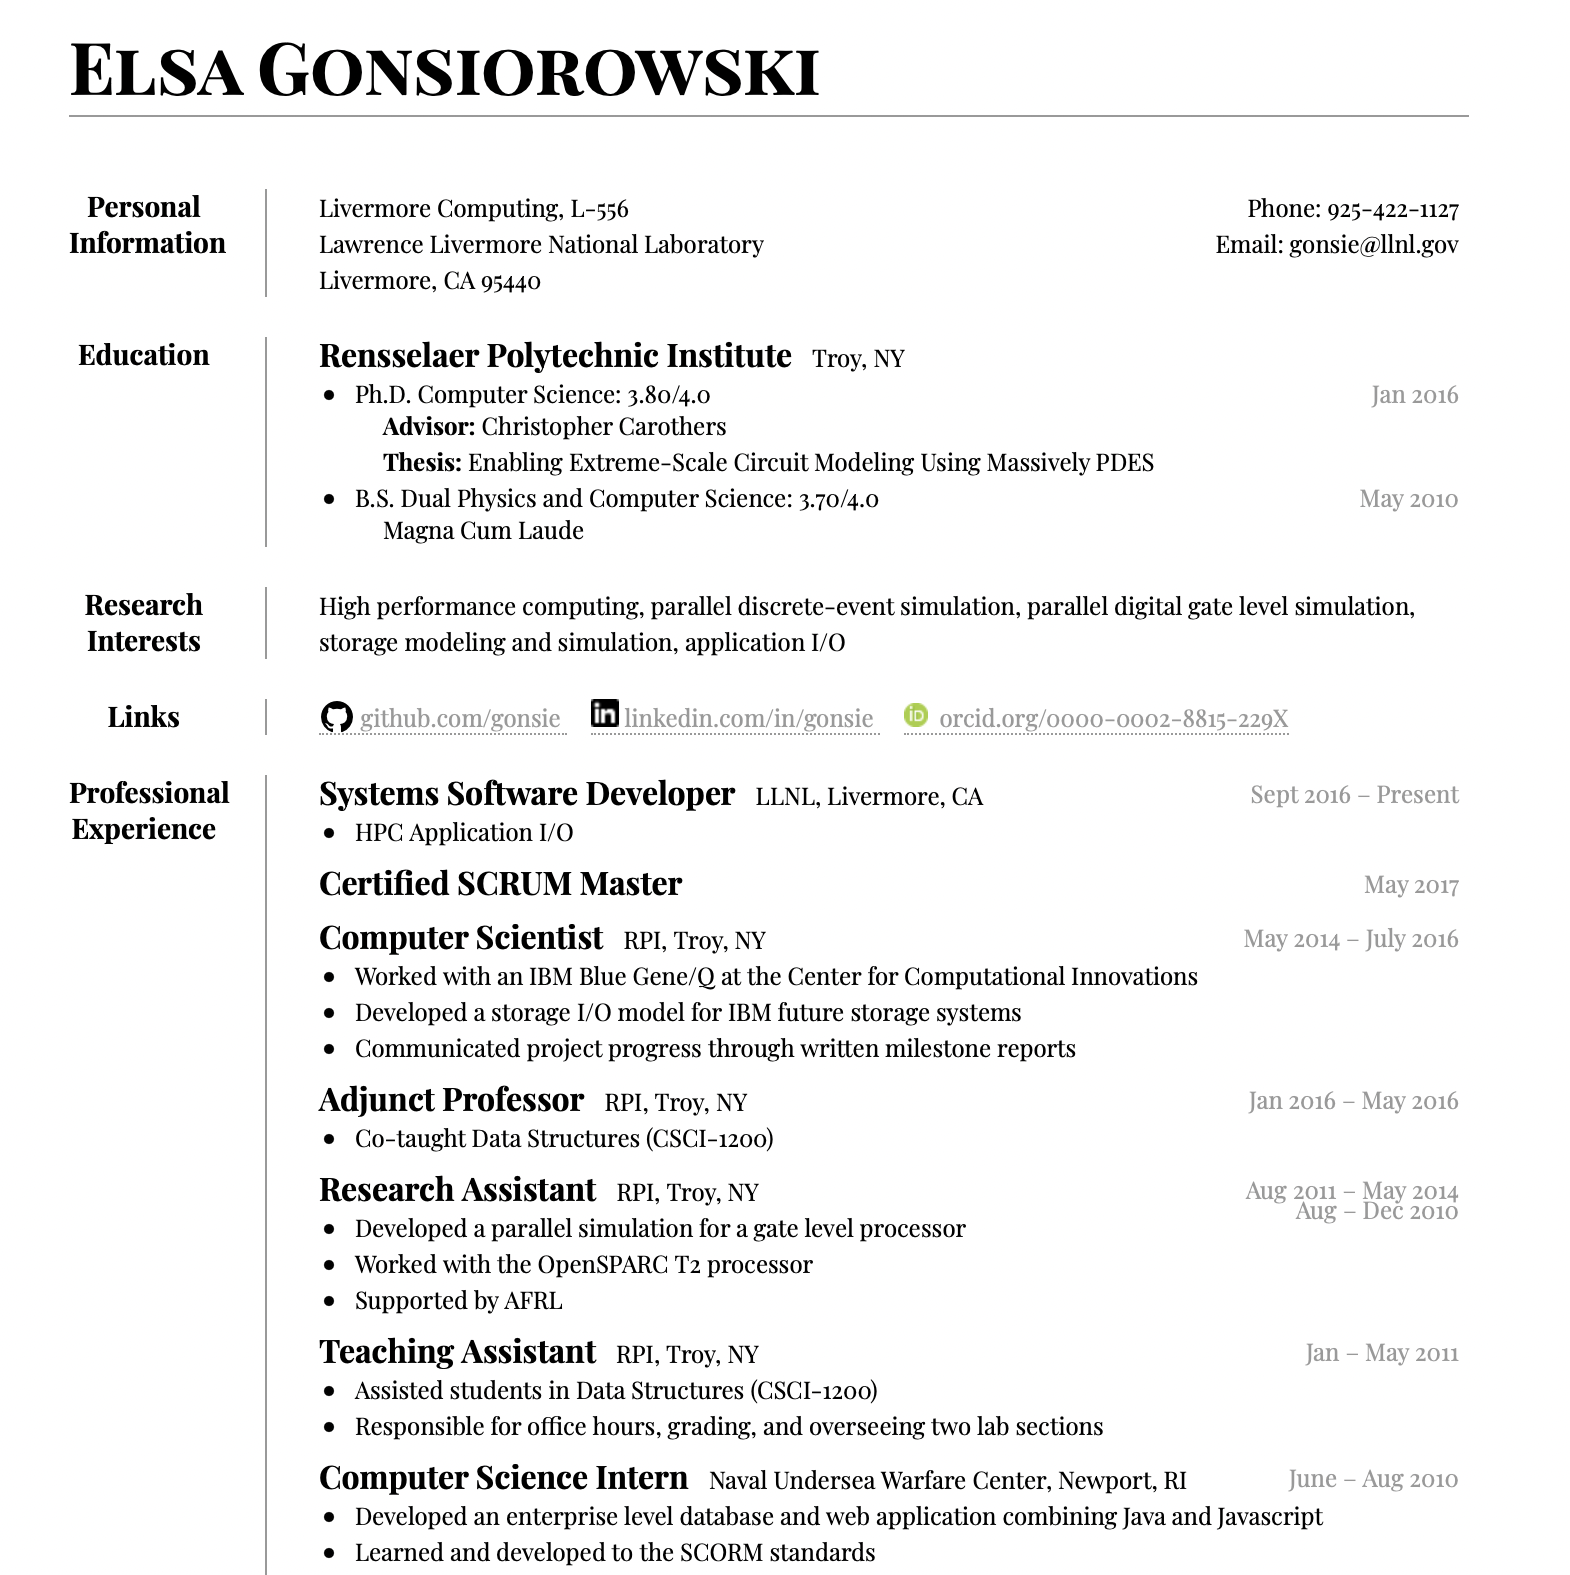 ELSA GONSIOROWSKI
Personal Information
Livermore Computing, L-556
Phone: 925-422-1127
Lawrence Livermore National Laboratory
Email: gonsie@llnl.gov
Livermore, CA 95440
Education
Rensselaer Polytechnic Institute Troy, NY
• Ph.D. Computer Science: 3.80/4.0 Jan 2016
Advisor: Christopher Carothers
Thesis: Enabling Extreme-Scale Circuit Modeling Using Massively PDES
• B.S. Dual Physics and Computer Science: 3.70/4.0 May 2010
Magna Cum Laude
Research Interests
High performance computing, parallel discrete-event simulation, parallel digital gate level simulation,
storage modeling and simulation, application I/O
Links
github.com/gonsie in linkedin.com/in/gonsie iD orcid.org/0000-0002-8815-229X
Professional Experience
Systems Software Developer LLNL, Livermore, CA Sept 2016 – Present
• HPC Application I/O
Certified SCRUM Master May 2017
Computer Scientist RPI, Troy, NY May 2014 – July 2016
• Worked with an IBM Blue Gene/Q at the Center for Computational Innovations
• Developed a storage I/O model for IBM future storage systems
• Communicated project progress through written milestone reports
Adjunct Professor RPI, Troy, NY Jan 2016 – May 2016
• Co-taught Data Structures (CSCI-1200)
Research Assistant RPI, Troy, NY Aug 2011 – May 2014
Aug – Dec 2010
• Developed a parallel simulation for a gate level processor
• Worked with the OpenSPARC T2 processor
• Supported by AFRL
Teaching Assistant RPI, Troy, NY Jan – May 2011
• Assisted students in Data Structures (CSCI-1200)
• Responsible for office hours, grading, and overseeing two lab sections
Computer Science Intern Naval Undersea Warfare Center, Newport, RI June – Aug 2010
• Developed an enterprise level database and web application combining Java and Javascript
• Learned and developed to the SCORM standards